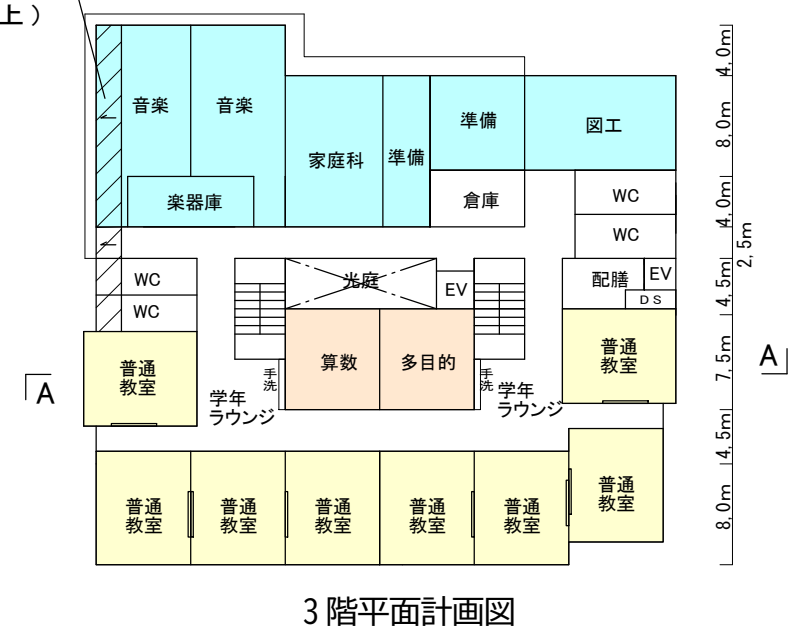 上）
音楽
音楽
家庭科
準備
準備
図工
楽器庫
倉庫
WC
WC
WC
WC
光庭
EV
配膳
EV
DS
算数
多目的
手洗
手洗
普通
教室
普通
教室
学年
ラウンジ
学年
ラウンジ
A
A
普通
教室
普通
教室
普通
教室
普通
教室
普通
教室
普通
教室
4,0m
8,0m
4,0m
2,5m
4,5m
7,5m
4,5m
8,0m
3階平面計画図